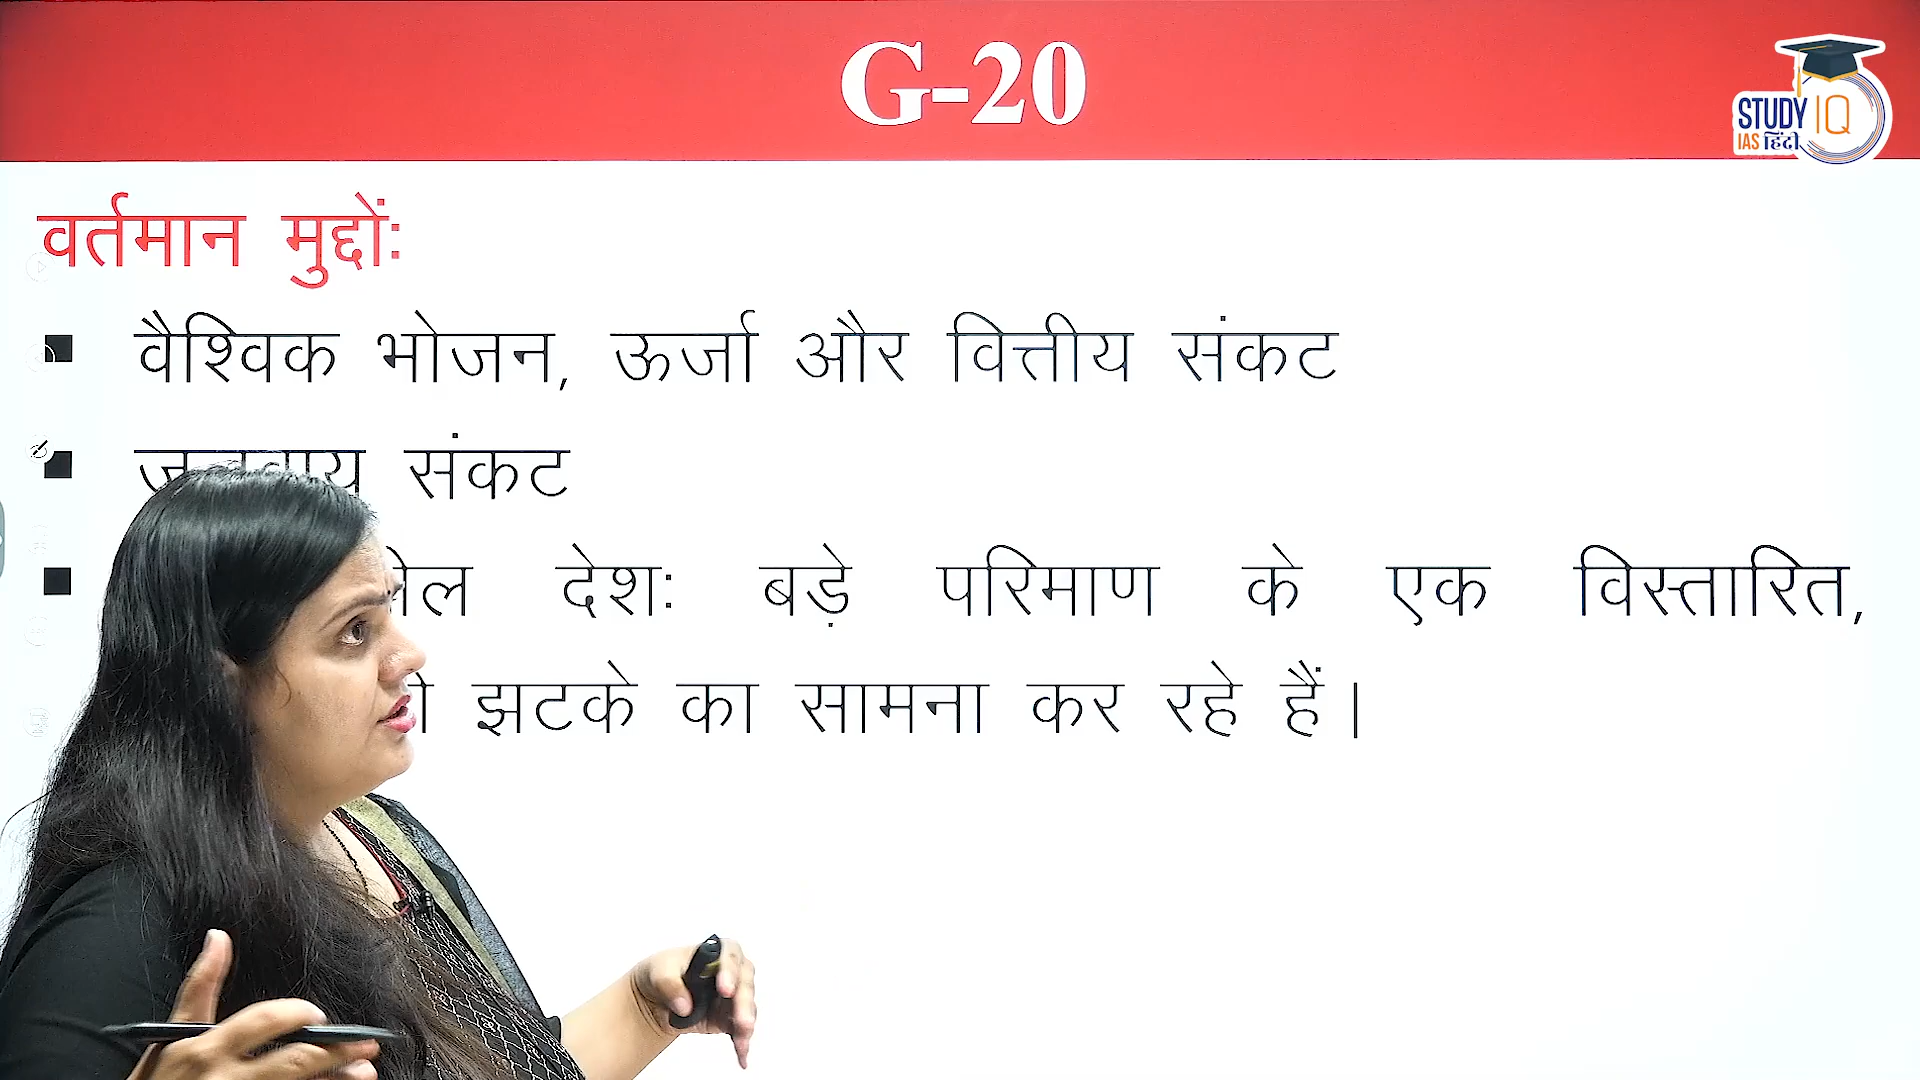 G-20
STUDY IQ
IAS हिंदी
वर्तमान मुद्दों:
▪ वैश्विक भोजन, ऊर्जा और वित्तीय संकट
▪ संकट
▪ देश: बड़े परिमाण के एक विस्तारित,
झटके का सामना कर रहे हैं।